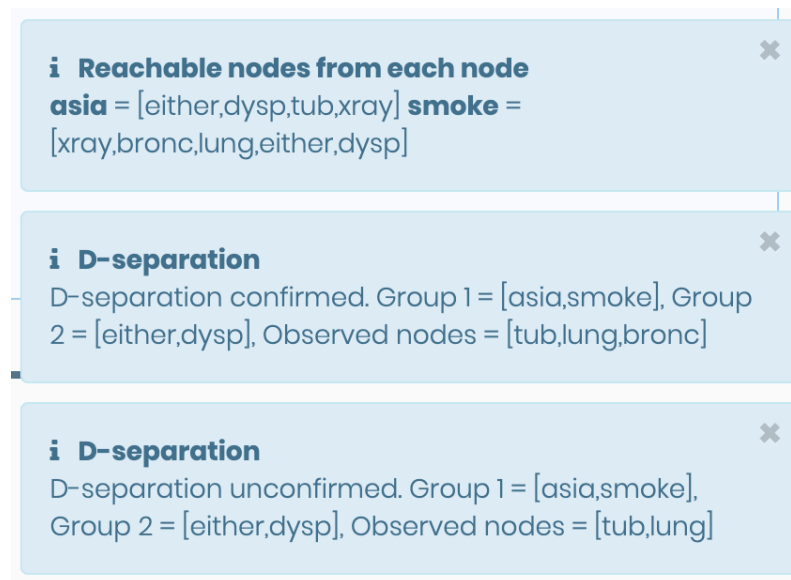 i Reachable nodes from each node
asia = [either,dysp,tub,xray] smoke =
[xray,bronc,lung,either,dysp]
i D-separation
D-separation confirmed. Group 1 = [asia,smoke], Group
2 = [either,dysp], Observed nodes = [tub,lung,bronc]
i D-separation
D-separation unconfirmed. Group 1 = [asia,smoke],
Group 2 = [either,dysp], Observed nodes = [tub,lung]